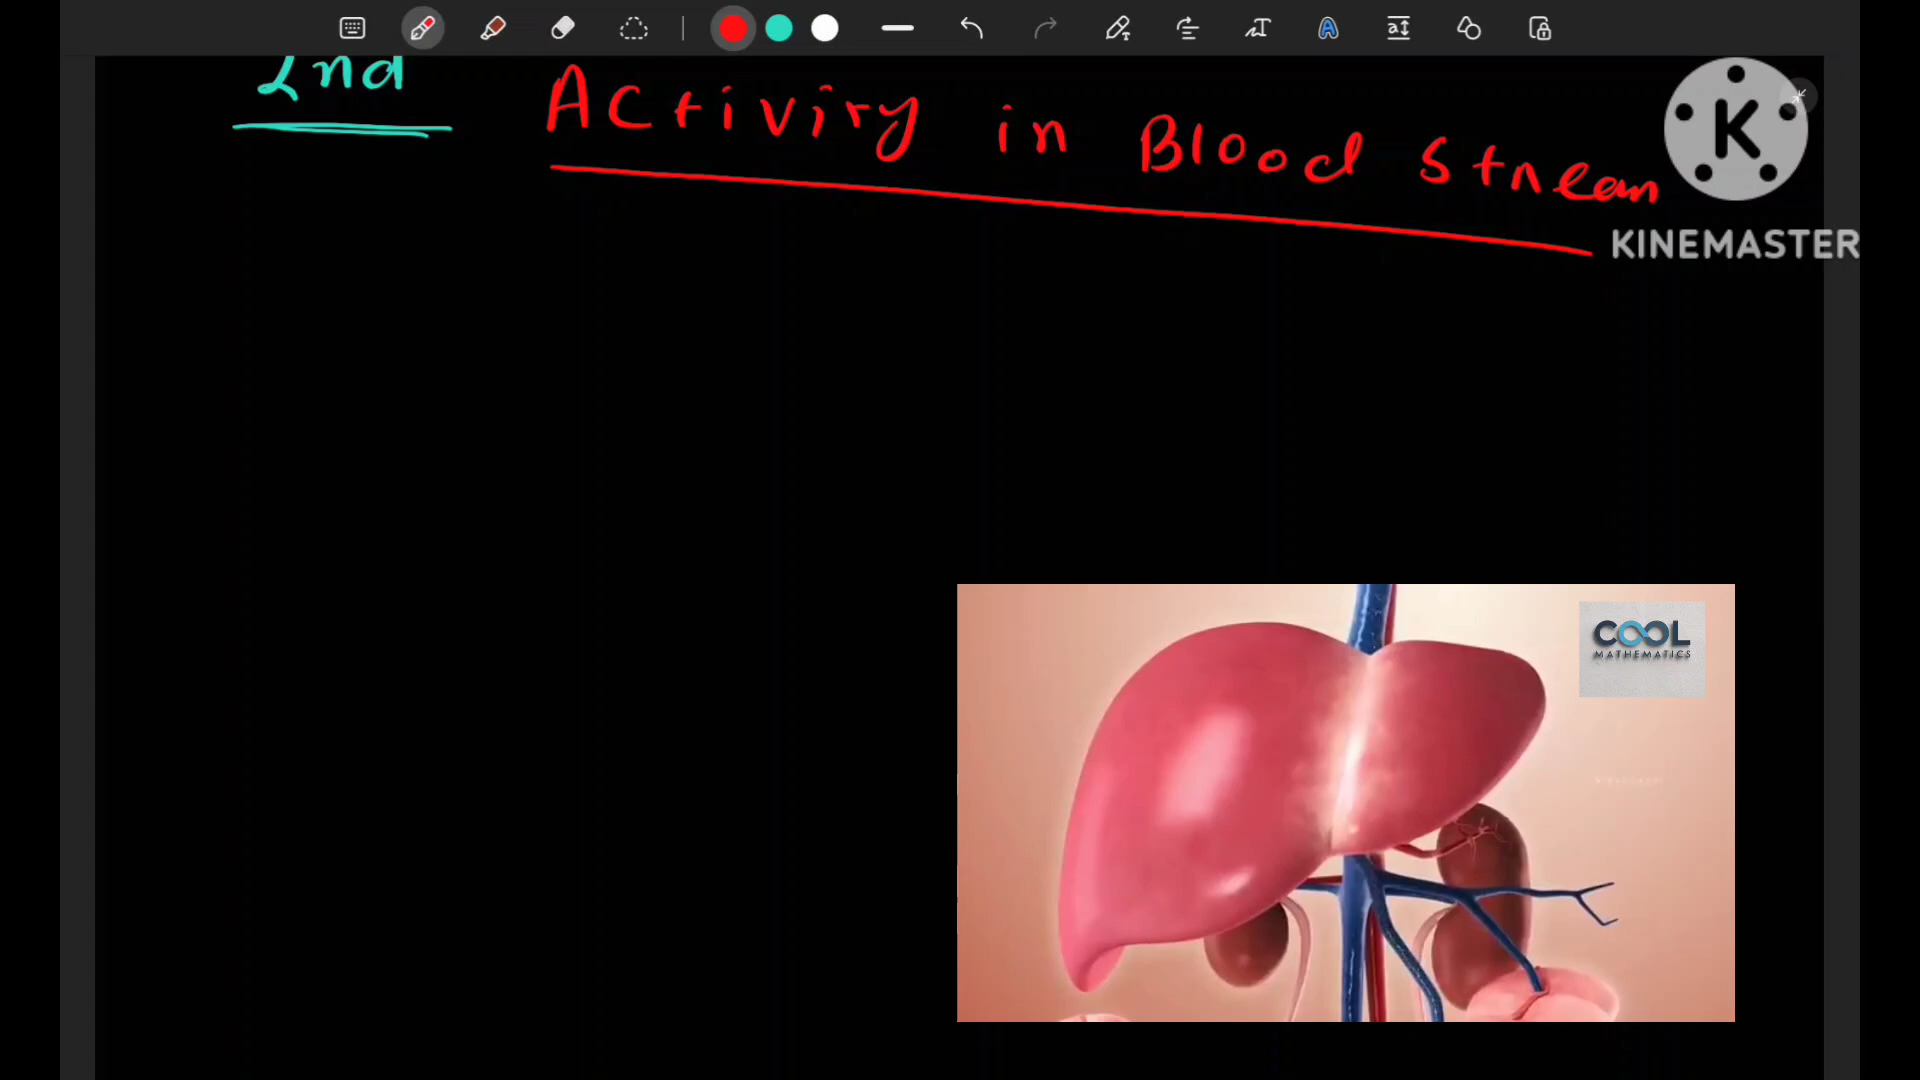 2nd
Activity in Blood Stream
K
KINEMASTER
COOL
MATHEMATICS